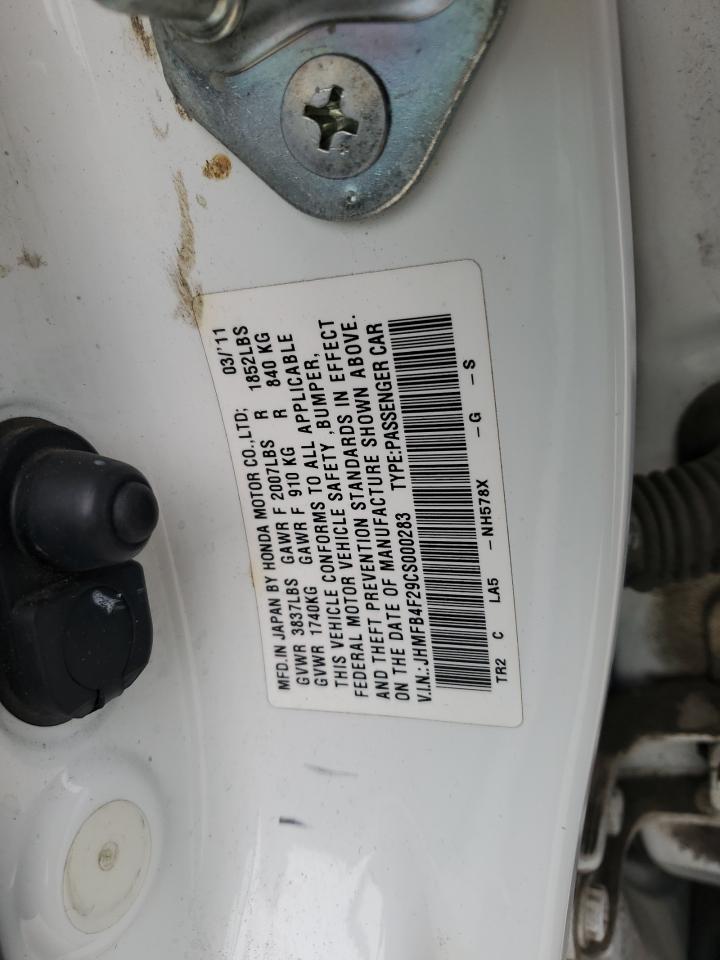 MFD.IN JAPAN BY HONDA MOTOR CO.,LTD; 03/'11
GVWR 3837LBS GAWR F 2007LBS R 1852LBS
GVWR 1740KG GAWR F 910 KG R 840 KG
THIS VEHICLE CONFORMS TO ALL APPLICABLE
FEDERAL MOTOR VEHICLE SAFETY ,BUMPER,
AND THEFT PREVENTION STANDARDS IN EFFECT
ON THE DATE OF MANUFACTURE SHOWN ABOVE.
V.I.N.:JHMFB4F29CS000283 TYPE:PASSENGER CAR
TR2 C LA5 -NH578X -G -S